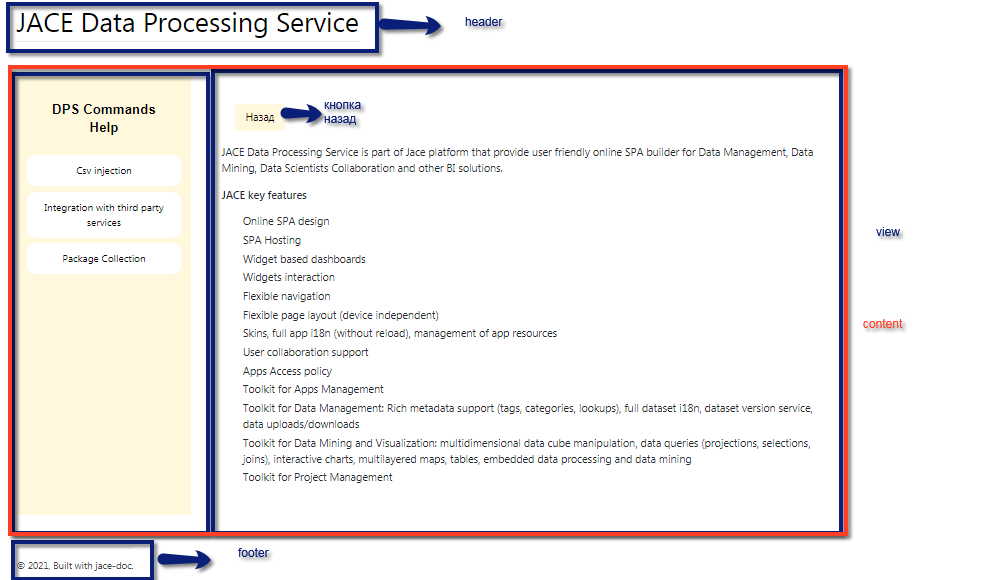 JACE Data Processing Service
header
DPS Commands
Help
Csv injection
Integration with third party
services
Package Collection
Назад
кнопка
назад
JACE Data Processing Service is part of Jace platform that provide user friendly online SPA builder for Data Management, Data
Mining, Data Scientists Collaboration and other BI solutions.
JACE key features
Online SPA design
SPA Hosting
Widget based dashboards
Widgets interaction
Flexible navigation
Flexible page layout (device independent)
Skins, full app i18n (without reload), management of app resources
User collaboration support
Apps Access policy
Toolkit for Apps Management
Toolkit for Data Management: Rich metadata support (tags, categories, lookups), full dataset i18n, dataset version service,
data uploads/downloads
Toolkit for Data Mining and Visualization: multidimensional data cube manipulation, data queries (projections, selections,
joins), interactive charts, multilayered maps, tables, embedded data processing and data mining
Toolkit for Project Management
view
content
© 2021, Built with jace-doc.
footer